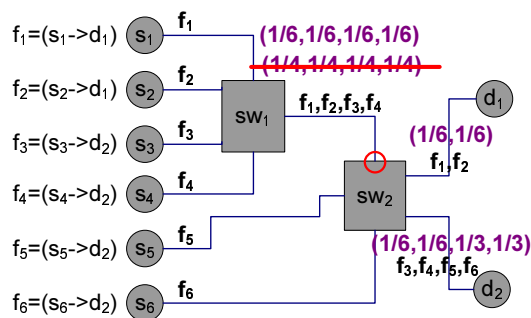 f₁=(s₁->d₁) s₁ f₁ (1/6,1/6,1/6,1/6)
(1/4,1/4,1/4,1/4)
f₂=(s₂->d₁) s₂ f₂
sw₁ f₁,f₂,f₃,f₄ d₁
f₃=(s₃->d₂) s₃ f₃ (1/6,1/6)
f₁,f₂
f₄=(s₄->d₂) s₄ f₄
sw₂
f₅=(s₅->d₂) s₅ f₅ (1/6,1/6,1/3,1/3)
f₃,f₄,f₅,f₆
f₆=(s₆->d₂) s₆ f₆ d₂